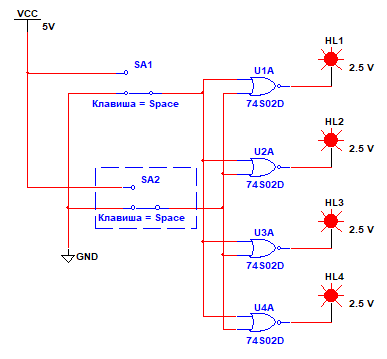 VCC
5V
SA1
Клавиша = Space
SA2
Клавиша = Space
GND
U1A
74S02D
U2A
74S02D
U3A
74S02D
U4A
74S02D
HL1
2.5 V
HL2
2.5 V
HL3
2.5 V
HL4
2.5 V